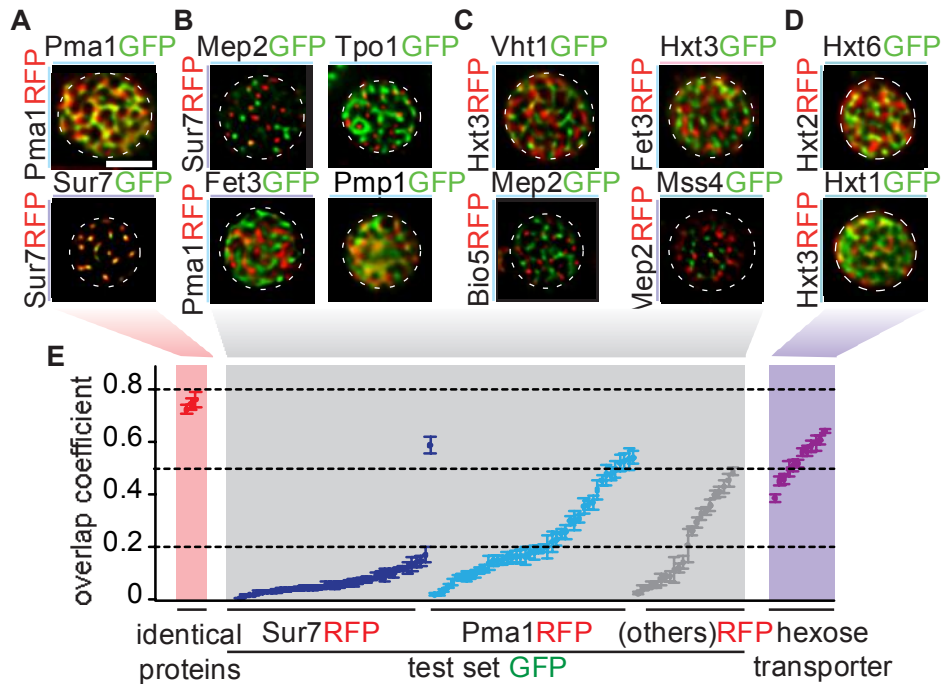 A
B
C
D
Pma1GFP
Mep2GFP
Tpo1GFP
Vht1GFP
Hxt3GFP
Hxt6GFP
Pma1RFP
Sur7RFP
Hxt3RFP
Fet3RFP
Hxt2RFP
Sur7GFP
Fet3GFP
Pmp1GFP
Mep2GFP
Mss4GFP
Hxt1GFP
Sur7RFP
Pma1RFP
Bio5RFP
Mep2RFP
Hxt3RFP
E
overlap coefficient
0.8
0.6
0.4
0.2
0
identical proteins
Sur7RFP
Pma1RFP
(others)RFP
hexose transporter
test set GFP